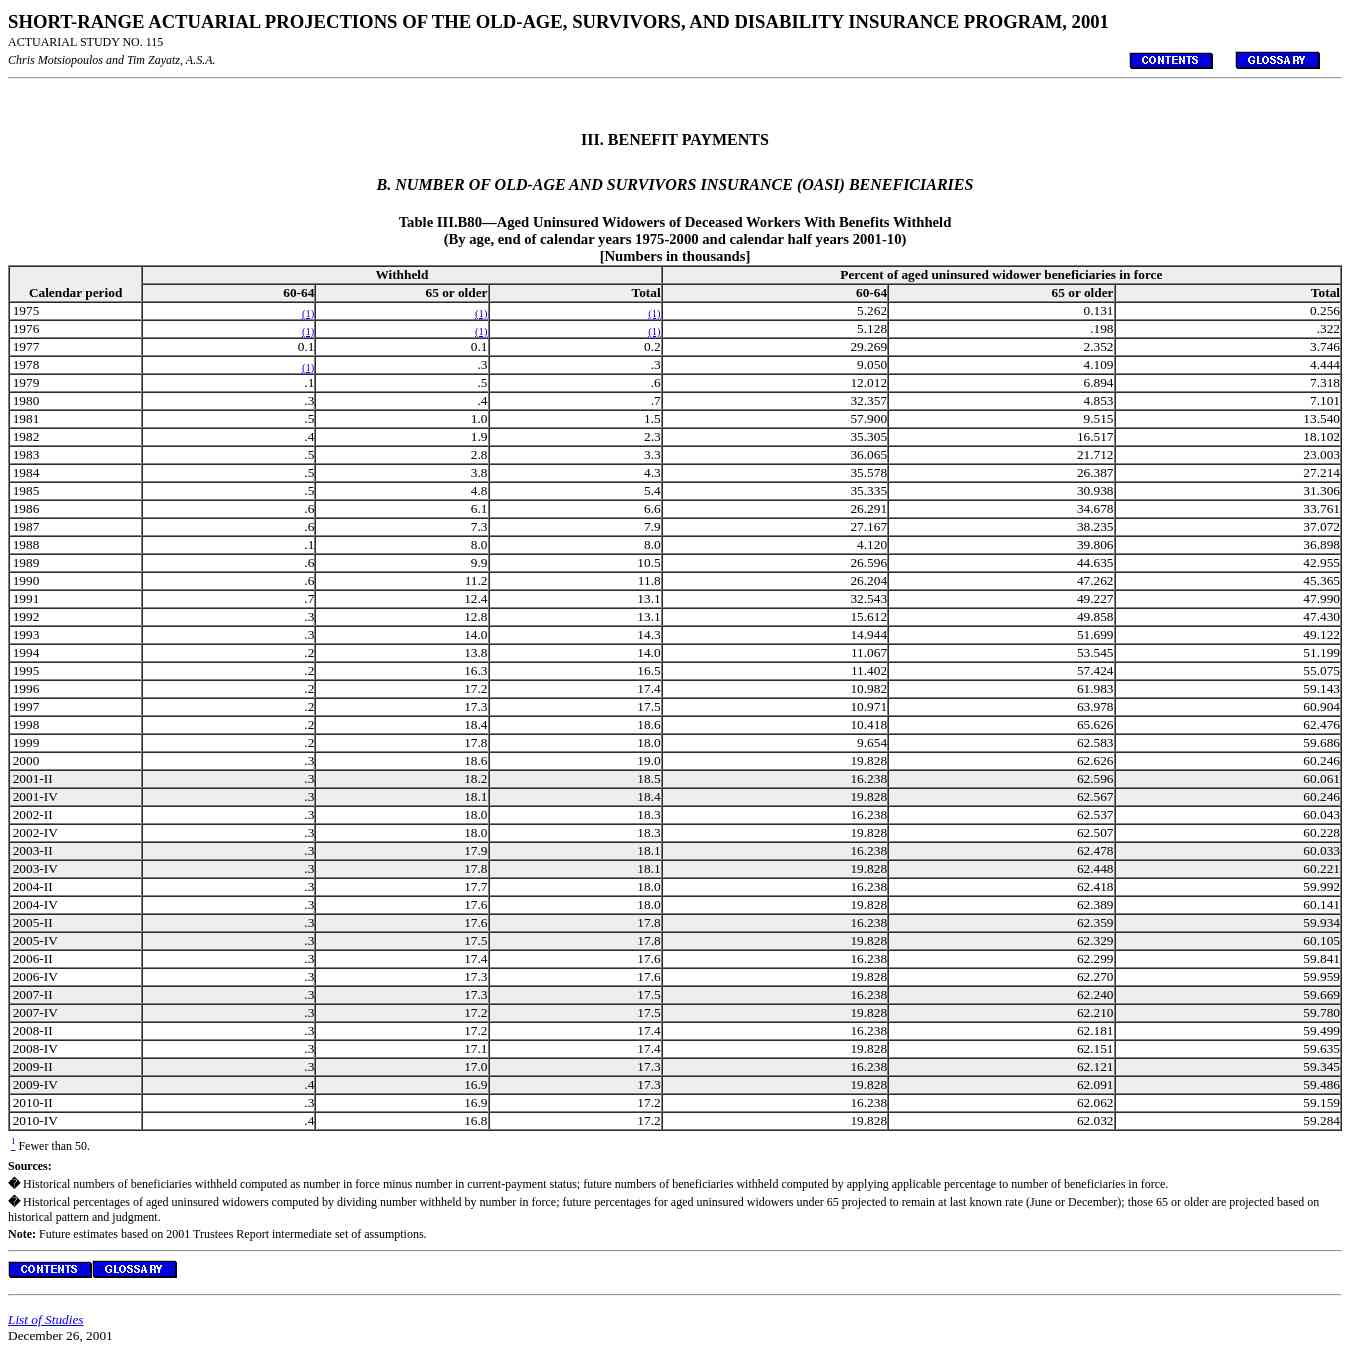 SHORT-RANGE ACTUARIAL PROJECTIONS OF THE OLD-AGE, SURVIVORS, AND DISABILITY INSURANCE PROGRAM, 2001
ACTUARIAL STUDY NO. 115
Chris Motsiopoulos and Tim Zayatz, A.S.A. CONTENTS GLOSSARY
III. BENEFIT PAYMENTS
B. NUMBER OF OLD-AGE AND SURVIVORS INSURANCE (OASI) BENEFICIARIES
Table III.B80—Aged Uninsured Widowers of Deceased Workers With Benefits Withheld
(By age, end of calendar years 1975-2000 and calendar half years 2001-10)
[Numbers in thousands]
Withheld Percent of aged uninsured widower beneficiaries in force
Calendar period 60-64 65 or older Total 60-64 65 or older Total
1975 (1) (1) (1) 5.262 0.131 0.256
1976 (1) (1) (1) 5.128 .198 .322
1977 0.1 0.1 0.2 29.269 2.352 3.746
1978 (1) .3 .3 9.050 4.109 4.444
1979 .1 .5 .6 12.012 6.894 7.318
1980 .3 .4 .7 32.357 4.853 7.101
1981 .5 1.0 1.5 57.900 9.515 13.540
1982 .4 1.9 2.3 35.305 16.517 18.102
1983 .5 2.8 3.3 36.065 21.712 23.003
1984 .5 3.8 4.3 35.578 26.387 27.214
1985 .5 4.8 5.4 35.335 30.938 31.306
1986 .6 6.1 6.6 26.291 34.678 33.761
1987 .6 7.3 7.9 27.167 38.235 37.072
1988 .1 8.0 8.0 4.120 39.806 36.898
1989 .6 9.9 10.5 26.596 44.635 42.955
1990 .6 11.2 11.8 26.204 47.262 45.365
1991 .7 12.4 13.1 32.543 49.227 47.990
1992 .3 12.8 13.1 15.612 49.858 47.430
1993 .3 14.0 14.3 14.944 51.699 49.122
1994 .2 13.8 14.0 11.067 53.545 51.199
1995 .2 16.3 16.5 11.402 57.424 55.075
1996 .2 17.2 17.4 10.982 61.983 59.143
1997 .2 17.3 17.5 10.971 63.978 60.904
1998 .2 18.4 18.6 10.418 65.626 62.476
1999 .2 17.8 18.0 9.654 62.583 59.686
2000 .3 18.6 19.0 19.828 62.626 60.246
2001-II .3 18.2 18.5 16.238 62.596 60.061
2001-IV .3 18.1 18.4 19.828 62.567 60.246
2002-II .3 18.0 18.3 16.238 62.537 60.043
2002-IV .3 18.0 18.3 19.828 62.507 60.228
2003-II .3 17.9 18.1 16.238 62.478 60.033
2003-IV .3 17.8 18.1 19.828 62.448 60.221
2004-II .3 17.7 18.0 16.238 62.418 59.992
2004-IV .3 17.6 18.0 19.828 62.389 60.141
2005-II .3 17.6 17.8 16.238 62.359 59.934
2005-IV .3 17.5 17.8 19.828 62.329 60.105
2006-II .3 17.4 17.6 16.238 62.299 59.841
2006-IV .3 17.3 17.6 19.828 62.270 59.959
2007-II .3 17.3 17.5 16.238 62.240 59.669
2007-IV .3 17.2 17.5 19.828 62.210 59.780
2008-II .3 17.2 17.4 16.238 62.181 59.499
2008-IV .3 17.1 17.4 19.828 62.151 59.635
2009-II .3 17.0 17.3 16.238 62.121 59.345
2009-IV .4 16.9 17.3 19.828 62.091 59.486
2010-II .3 16.9 17.2 16.238 62.062 59.159
2010-IV .4 16.8 17.2 19.828 62.032 59.284
1 Fewer than 50.
Sources:
� Historical numbers of beneficiaries withheld computed as number in force minus number in current-payment status; future numbers of beneficiaries withheld computed by applying applicable percentage to number of beneficiaries in force.
� Historical percentages of aged uninsured widowers computed by dividing number withheld by number in force; future percentages for aged uninsured widowers under 65 projected to remain at last known rate (June or December); those 65 or older are projected based on
historical pattern and judgment.
Note: Future estimates based on 2001 Trustees Report intermediate set of assumptions.
CONTENTS GLOSSARY
List of Studies
December 26, 2001